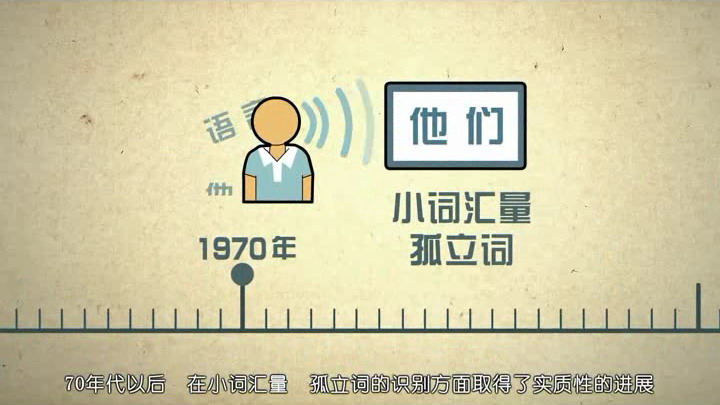 语言
他们
他
小词汇量
孤立词
1970年
70年代以后 在小词汇量 孤立词的识别方面取得了实质性的进展